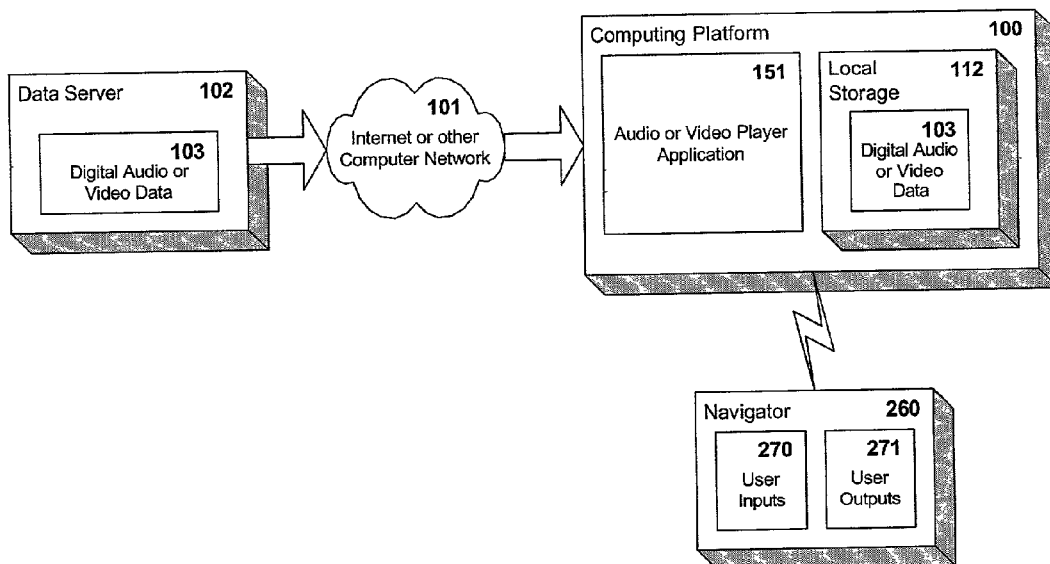 Data Server 102
103
Digital Audio or
Video Data
101
Internet or other
Computer Network
Computing Platform 100
151
Audio or Video Player
Application
Local 112
Storage
103
Digital Audio
or Video
Data
Navigator 260
270
User
Inputs
271
User
Outputs